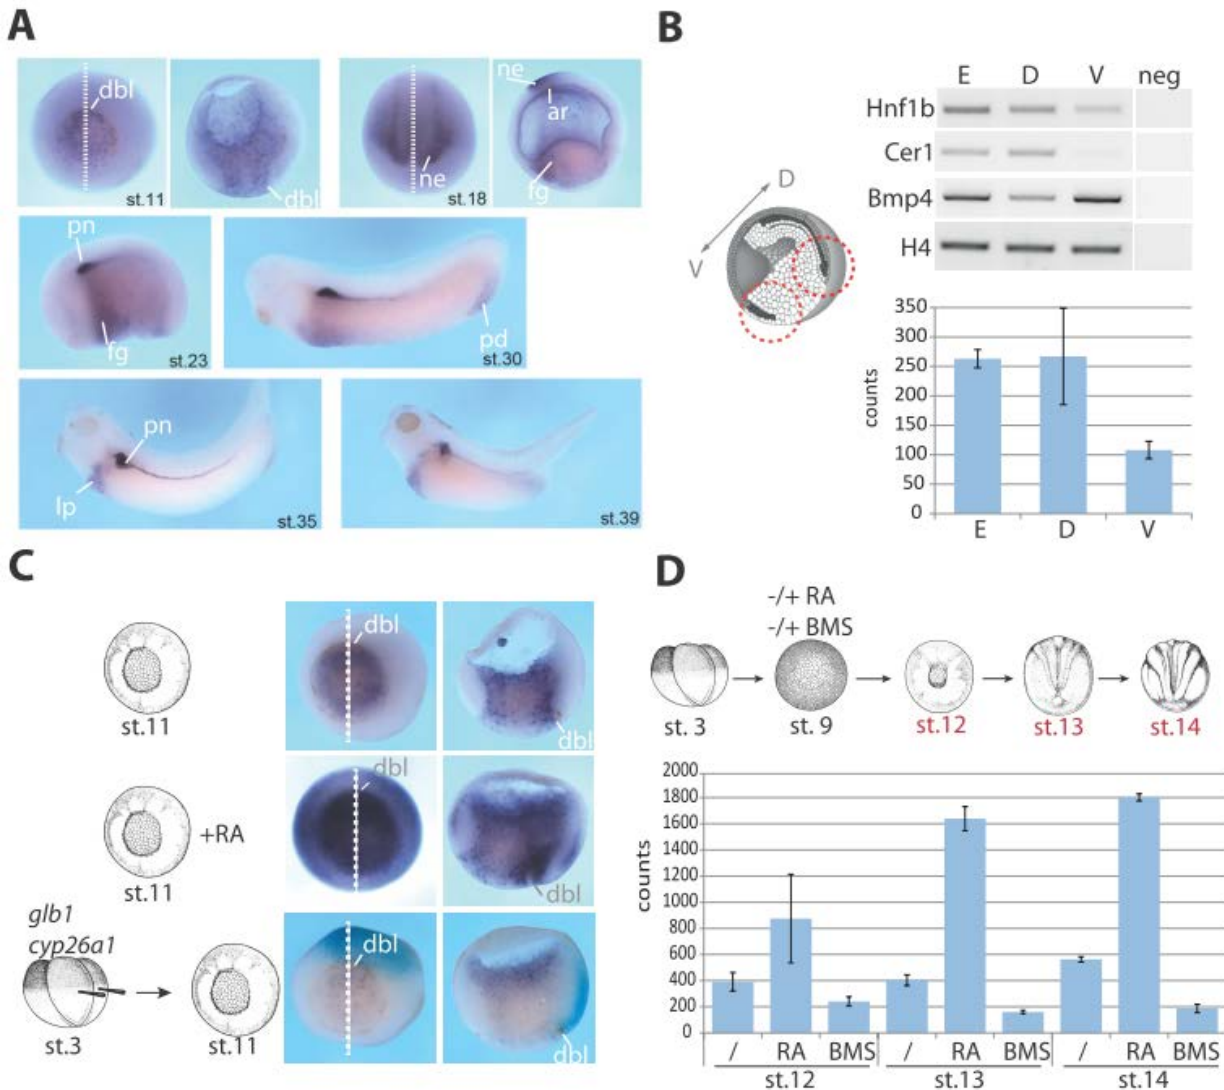 A
dbl
st.11
dbl
ne
st.18
ne
ar
fg
pn
fg
st.23
pd
st.30
pn
lp
st.35
st.39
B
E D V neg
Hnf1b
Cer1
Bmp4
H4
D
V
350
300
250
200
150
100
50
0
counts
E D V
C
st.11
dbl
dbl
+RA
st.11
dbl
dbl
glb1
cyp26a1
st.3
st.11
dbl
dbl
D
-/+ RA
-/+ BMS
st. 3
st. 9
st.12
st.13
st.14
2000
1800
1600
1400
1200
1000
800
600
400
200
0
counts
/ RA BMS / RA BMS / RA BMS
st.12 st.13 st.14